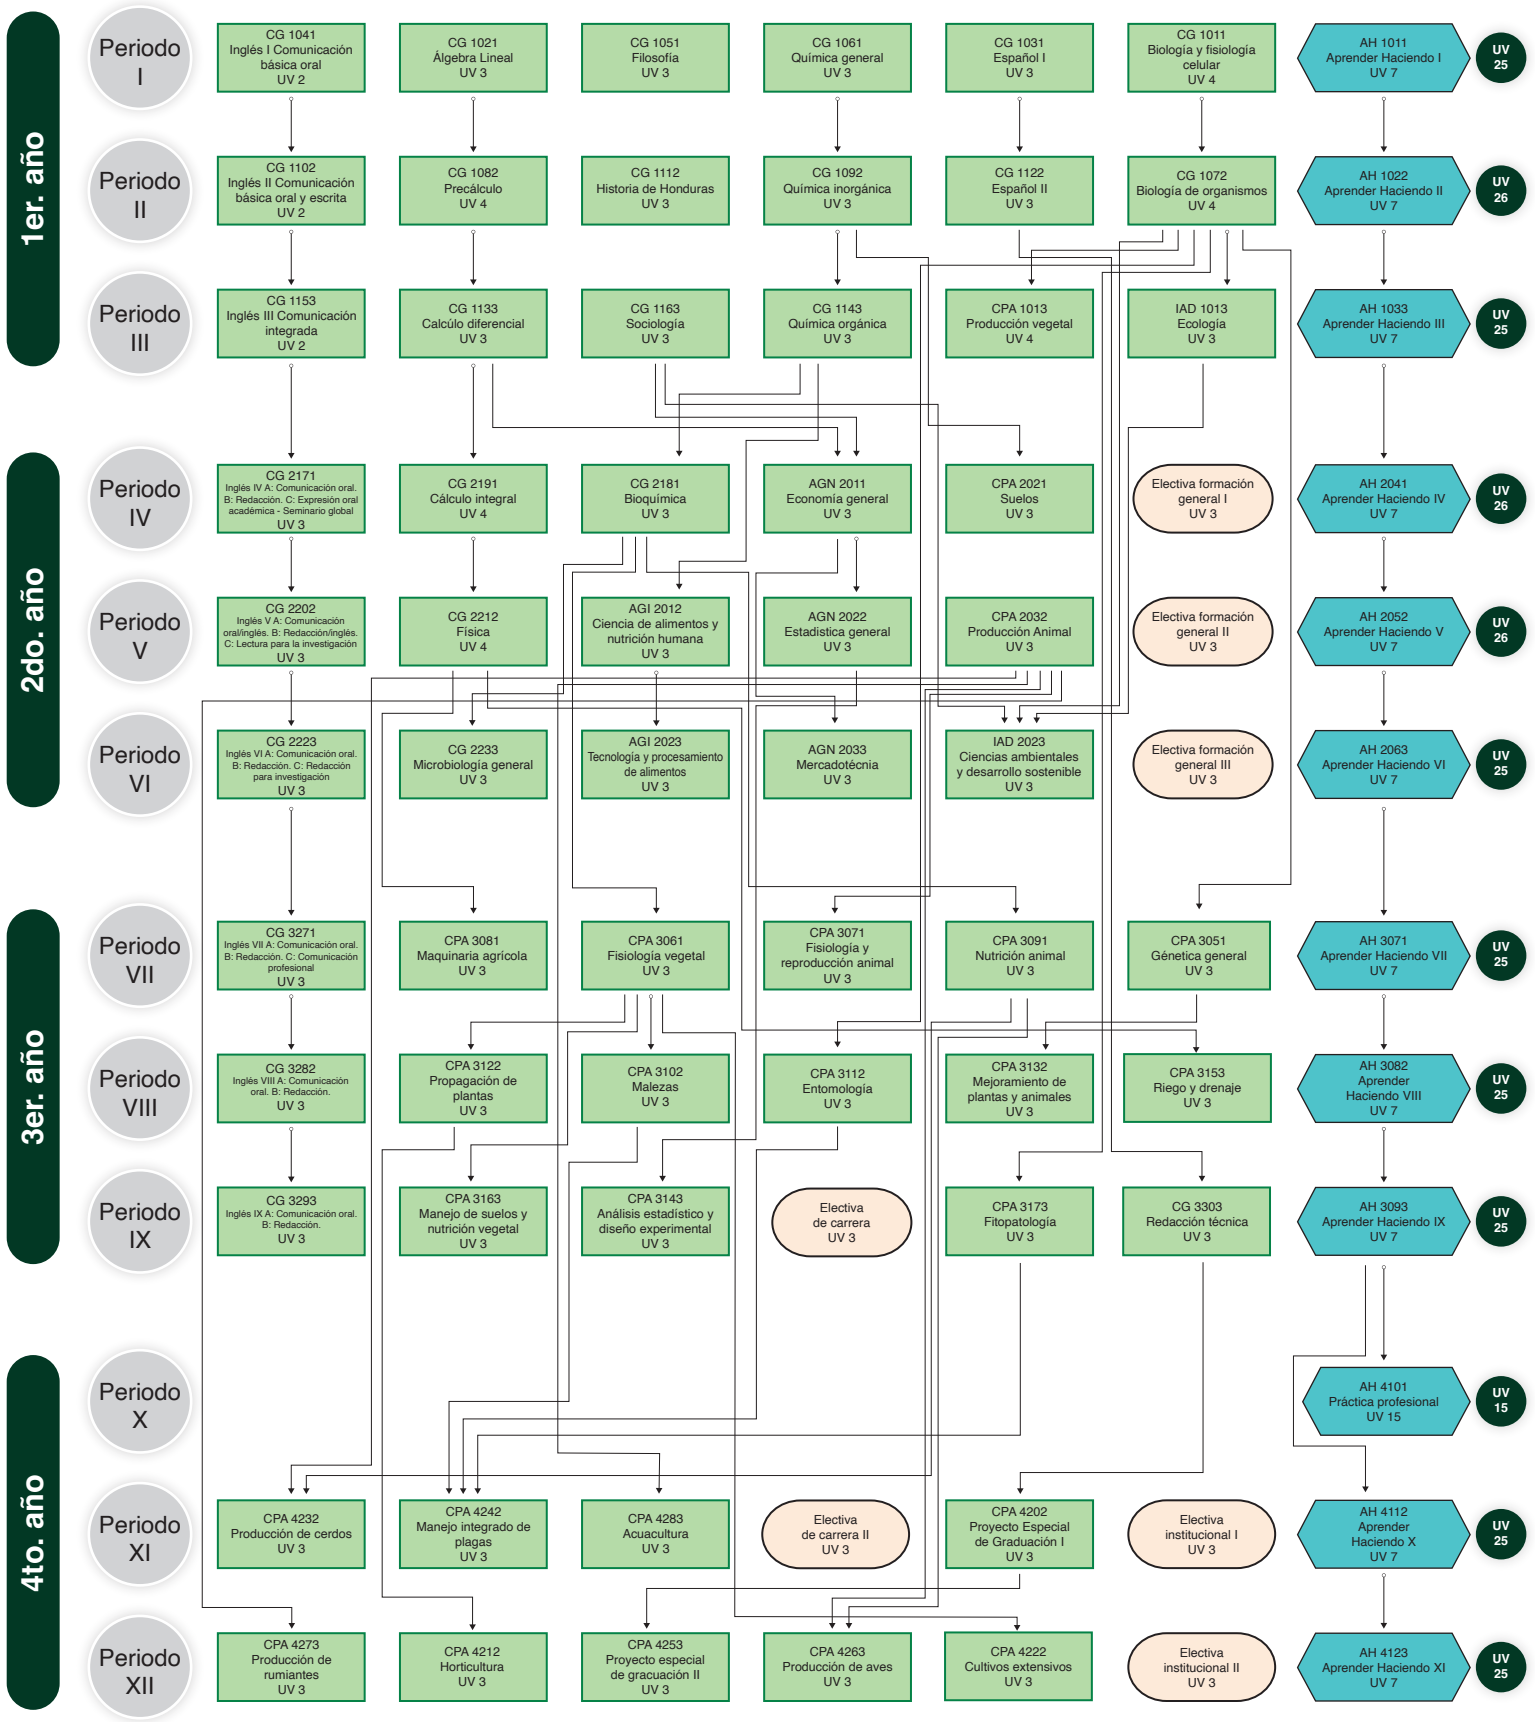 1er. año
Periodo
I
CG 1041
Inglés I Comunicación
básica oral
UV 2
CG 1021
Álgebra Lineal
UV 3
CG 1051
Filosofía
UV 3
CG 1061
Química general
UV 3
CG 1031
Español I
UV 3
CG 1011
Biología y fisiología
celular
UV 4
AH 1011
Aprender Haciendo I
UV 7
UV
25
Periodo
II
CG 1102
Inglés II Comunicación
básica oral y escrita
UV 2
CG 1082
Precálculo
UV 4
CG 1112
Historia de Honduras
UV 3
CG 1092
Química inorgánica
UV 3
CG 1122
Español II
UV 3
CG 1072
Biología de organismos
UV 4
AH 1022
Aprender Haciendo II
UV 7
UV
26
Periodo
III
CG 1153
Inglés III Comunicación
integrada
UV 2
CG 1133
Calcúlo diferencial
UV 3
CG 1163
Sociología
UV 3
CG 1143
Química orgánica
UV 3
CPA 1013
Producción vegetal
UV 4
IAD 1013
Ecología
UV 3
AH 1033
Aprender Haciendo III
UV 7
UV
25
2do. año
Periodo
IV
CG 2171
Inglés IV A: Comunicación oral.
B: Redacción. C: Expresión oral
académica - Seminario global
UV 3
CG 2191
Cálculo integral
UV 4
CG 2181
Bioquímica
UV 3
AGN 2011
Economía general
UV 3
CPA 2021
Suelos
UV 3
Electiva formación
general I
UV 3
AH 2041
Aprender Haciendo IV
UV 7
UV
26
Periodo
V
CG 2202
Inglés V A: Comunicación
oral/inglés. B: Redacción/inglés.
C: Lectura para la investigación
UV 3
CG 2212
Física
UV 4
AGI 2012
Ciencia de alimentos y
nutrición humana
UV 3
AGN 2022
Estadistica general
UV 3
CPA 2032
Producción Animal
UV 3
Electiva formación
general II
UV 3
AH 2052
Aprender Haciendo V
UV 7
UV
26
Periodo
VI
CG 2223
Inglés VI A: Comunicación oral.
B: Redacción. C: Redacción
para investigación
UV 3
CG 2233
Microbiología general
UV 3
AGI 2023
Tecnología y procesamiento
de alimentos
UV 3
AGN 2033
Mercadotécnia
UV 3
IAD 2023
Ciencias ambientales
y desarrollo sostenible
UV 3
Electiva formación
general III
UV 3
AH 2063
Aprender Haciendo VI
UV 7
UV
25
3er. año
Periodo
VII
CG 3271
Inglés VII A: Comunicación oral.
B: Redacción. C: Comunicación
profesional
UV 3
CPA 3081
Maquinaria agrícola
UV 3
CPA 3061
Fisiología vegetal
UV 3
CPA 3071
Fisiología y
reproducción animal
UV 3
CPA 3091
Nutrición animal
UV 3
CPA 3051
Génetica general
UV 3
AH 3071
Aprender Haciendo VII
UV 7
UV
25
Periodo
VIII
CG 3282
Inglés VIII A: Comunicación
oral. B: Redacción.
UV 3
CPA 3122
Propagación de
plantas
UV 3
CPA 3102
Malezas
UV 3
CPA 3112
Entomología
UV 3
CPA 3132
Mejoramiento de
plantas y animales
UV 3
CPA 3153
Riego y drenaje
UV 3
AH 3082
Aprender
Haciendo VIII
UV 7
UV
25
Periodo
IX
CG 3293
Inglés IX A: Comunicación oral.
B: Redacción.
UV 3
CPA 3163
Manejo de suelos y
nutrición vegetal
UV 3
CPA 3143
Análisis estadístico y
diseño experimental
UV 3
Electiva
de carrera
UV 3
CPA 3173
Fitopatología
UV 3
CG 3303
Redacción técnica
UV 3
AH 3093
Aprender Haciendo IX
UV 7
UV
25
4to. año
Periodo
X
AH 4101
Práctica profesional
UV 15
UV
15
Periodo
XI
CPA 4232
Producción de cerdos
UV 3
CPA 4242
Manejo integrado de
plagas
UV 3
CPA 4283
Acuacultura
UV 3
Electiva
de carrera II
UV 3
CPA 4202
Proyecto Especial
de Graduación I
UV 3
Electiva
institucional I
UV 3
AH 4112
Aprender
Haciendo X
UV 7
UV
25
Periodo
XII
CPA 4273
Producción de
rumiantes
UV 3
CPA 4212
Horticultura
UV 3
CPA 4253
Proyecto especial
de gracuación II
UV 3
CPA 4263
Producción de aves
UV 3
CPA 4222
Cultivos extensivos
UV 3
Electiva
institucional II
UV 3
AH 4123
Aprender Haciendo XI
UV 7
UV
25